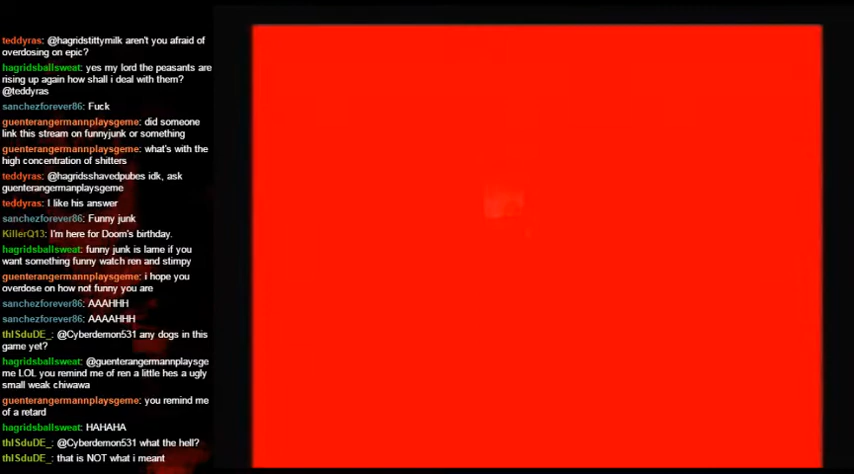 teddyras: @hagridstittymilk aren't you afraid of
overdosing on epic?
hagridsballsweat: yes my lord the peasants are
rising up again how shall i deal with them?
@teddyras
sanchezforever86: Fuck
guenterangermannplaysgeme: did someone
link this stream on funnyjunk or something
guenterangermannplaysgeme: what's with the
high concentration of shitters
teddyras: @hagridsshavedpubes idk, ask
guenterangermanplaysgeme
teddyras: I like his answer
sanchezforever86: Funny junk
KillerQ13: I'm here for Doom's birthday.
hagridsballsweat: funny junk is lame if you
want something funny watch ren and stimpy
guenterangermannplaysgeme: i hope you
overdose on how not funny you are
sanchezforever86: AAAHHH
sanchezforever86: AAAAHHH
thISduDE_: @Cyberdemon531 any dogs in this
game yet?
hagridsballsweat: @guenterangermannplaysge
me LOL you remind me of ren a little hes a ugly
small weak chiwawa
guenterangermannplaysgeme: you remind me
of a retard
hagridsballsweat: HAHAHA
thISduDE_: @Cyberdemon531 what the hell?
thISduDE_: that is NOT what i meant